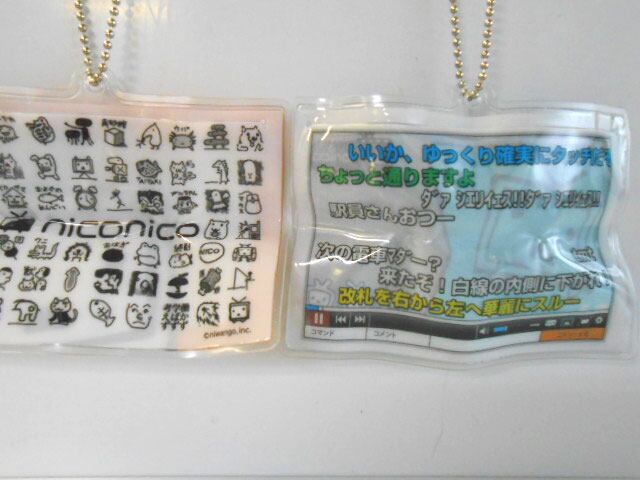 niconico
©niwango, inc.
いいか、ゆっくり確実にタッチだぞ
ちょっと通りますよ
ﾀﾞｧ ｼｴﾘｲｪｽ!!ﾀﾞｧ ｼｴﾘｲｪｽ!!
駅員さんおつー
次の電車ﾏﾀﾞー?
来たぞ!白線の内側に下がれ!
改札を右から左へ華麗にスルー
コマンド
コメント